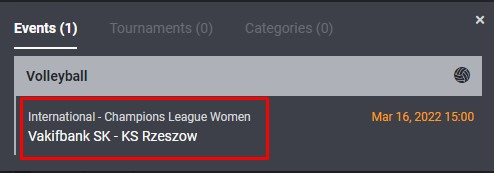 Events (1) Tournaments (0) Categories (0) ×
Volleyball
International - Champions League Women Mar 16, 2022 15:00
Vakifbank SK - KS Rzeszow